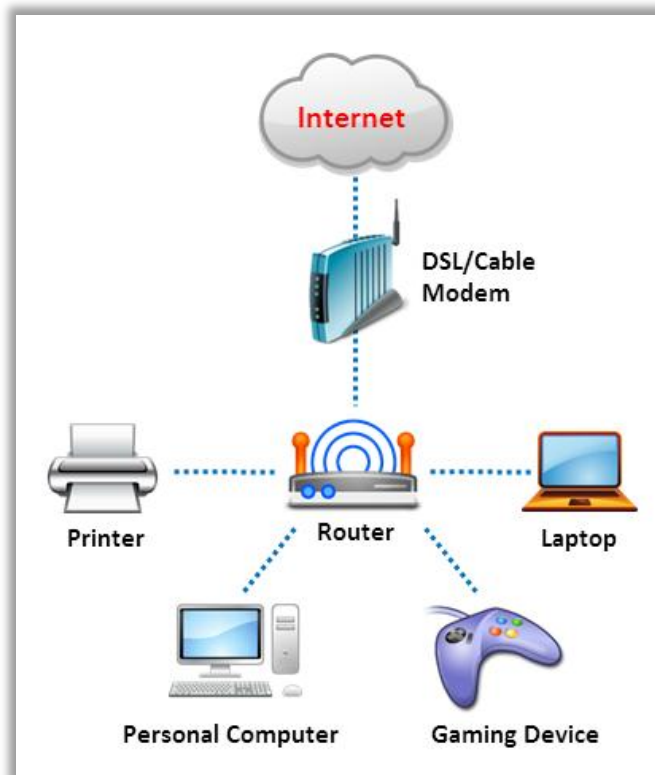 Internet
DSL/Cable
Modem
Printer
Router
Laptop
Personal Computer
Gaming Device